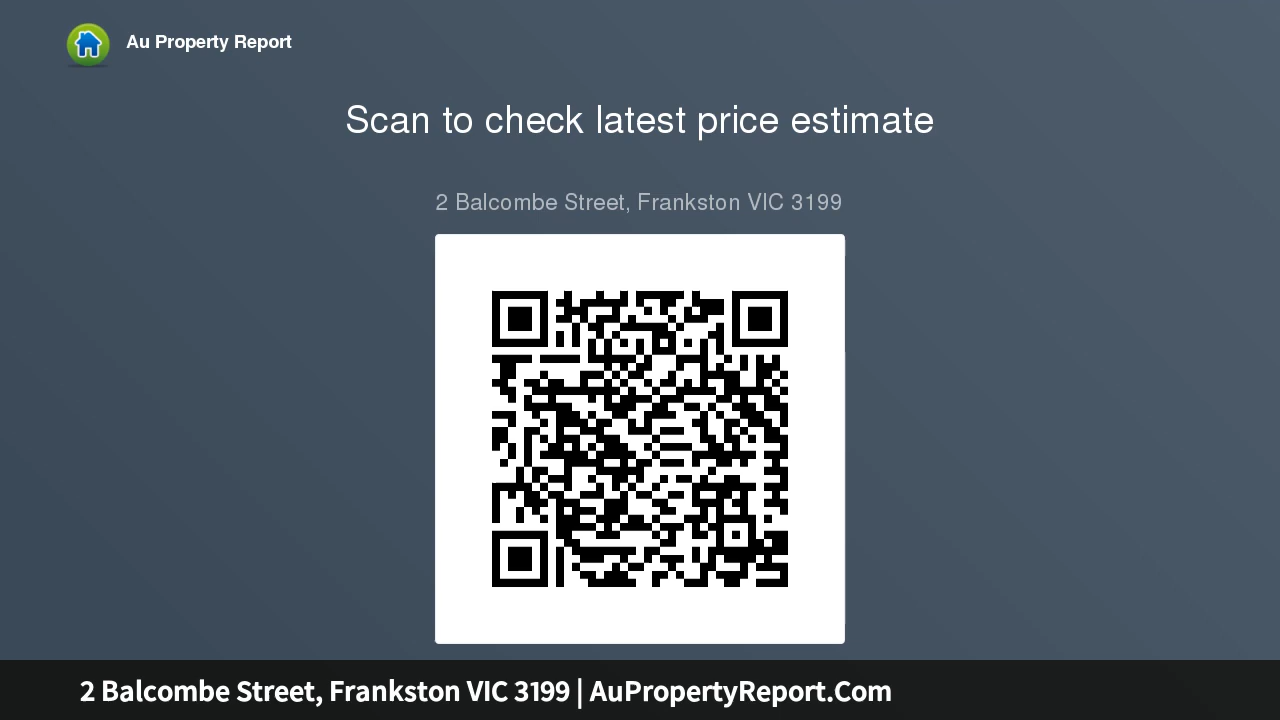 Au Property Report
Scan to check latest price estimate
2 Balcombe Street, Frankston VIC 3199
2 Balcombe Street, Frankston VIC 3199 | AuPropertyReport.Com